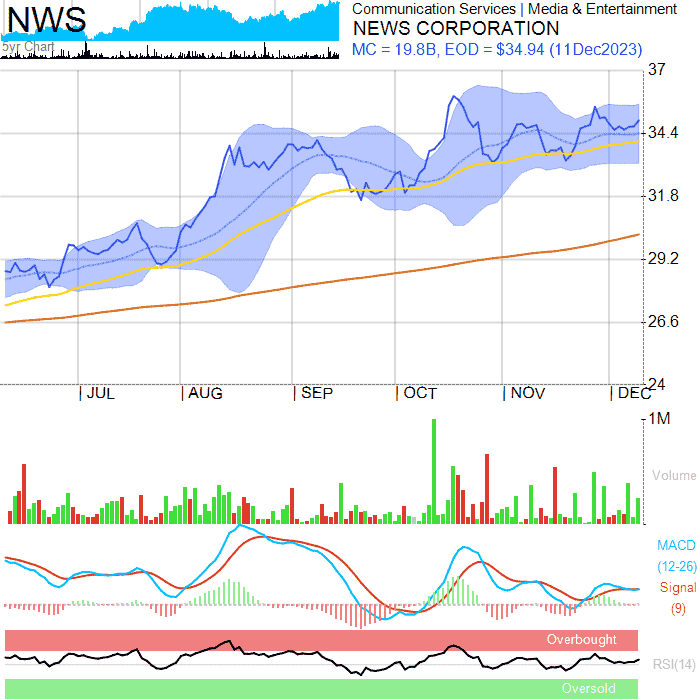 NWS
5yr Chart
Communication Services | Media & Entertainment
NEWS CORPORATION
MC = 19.8B, EOD = $34.94 (11Dec2023)
37
34.4
31.8
29.2
26.6
24
| JUL | AUG | SEP | OCT | NOV | DEC
1M
Volume
MACD
(12-26)
Signal
(9)
Overbought
RSI(14)
Oversold